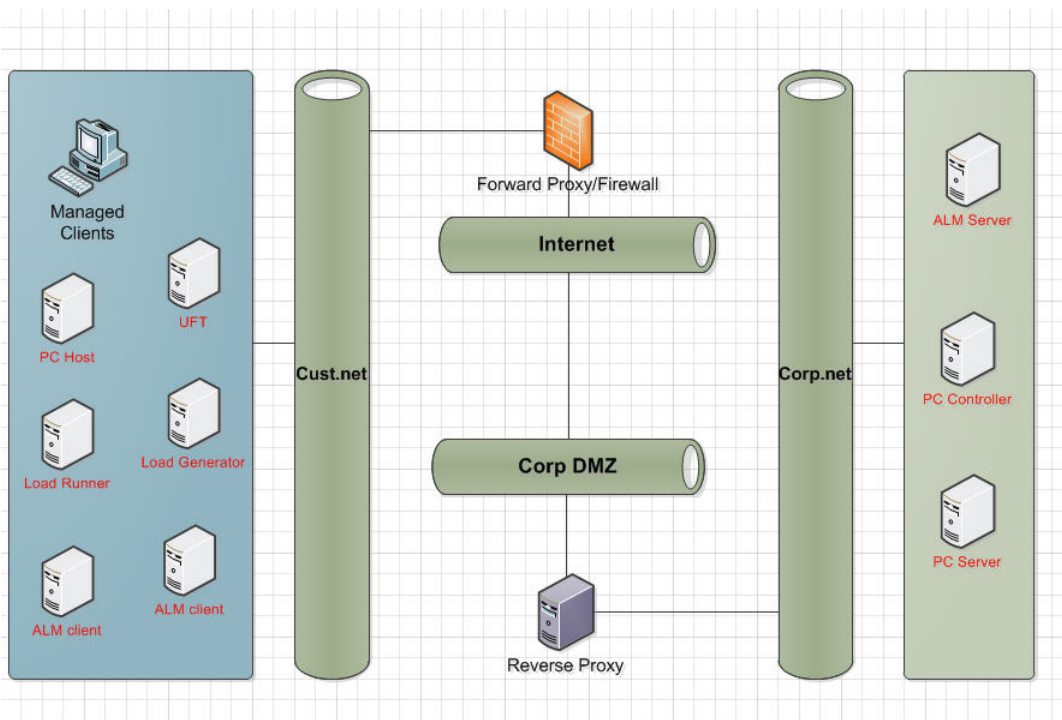 Managed
Clients
UFT
PC Host
Load Generator
Load Runner
ALM client
ALM client
Cust.net
Forward Proxy/Firewall
Internet
Corp DMZ
Reverse Proxy
Corp.net
ALM Server
PC Controller
PC Server